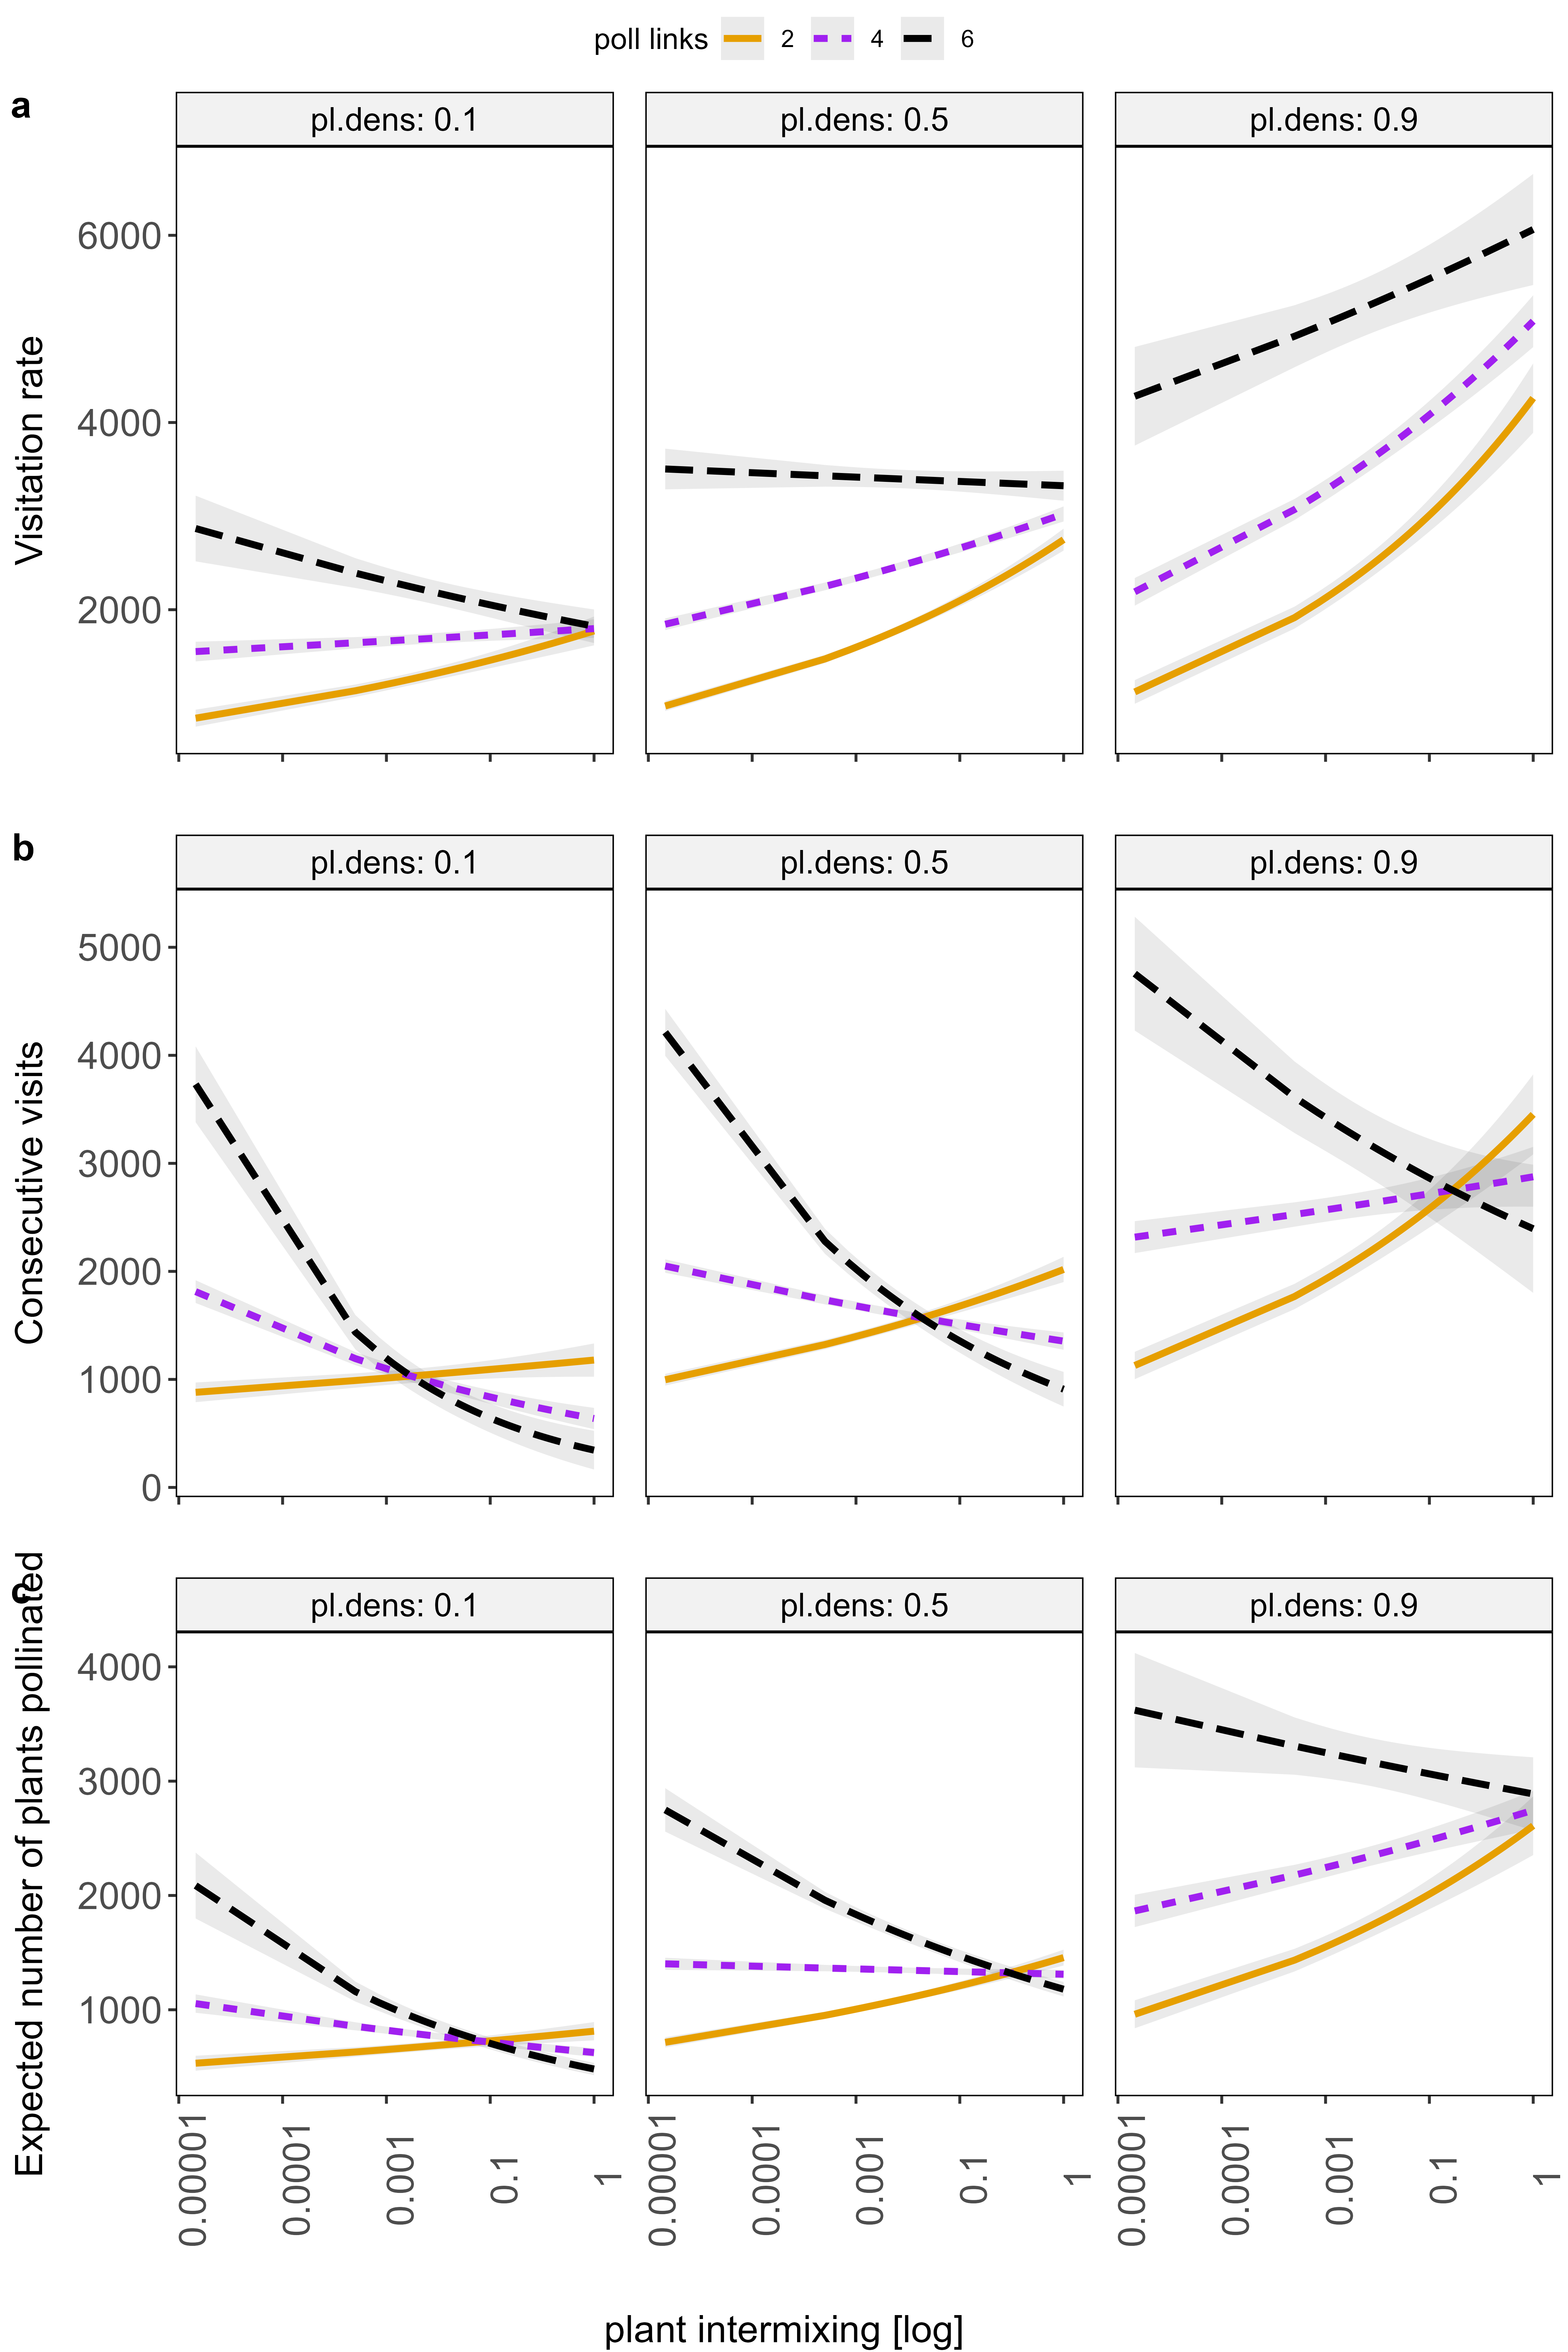 poll links 2 4 6
a
pl.dens: 0.1 pl.dens: 0.5 pl.dens: 0.9
Visitation rate
6000
4000
2000
b
pl.dens: 0.1 pl.dens: 0.5 pl.dens: 0.9
Consecutive visits
5000
4000
3000
2000
1000
0
c
pl.dens: 0.1 pl.dens: 0.5 pl.dens: 0.9
Expected number of plants pollinated
4000
3000
2000
1000
0.00001 0.0001 0.001 0.1 1 0.00001 0.0001 0.001 0.1 1 0.00001 0.0001 0.001 0.1 1
plant intermixing [log]